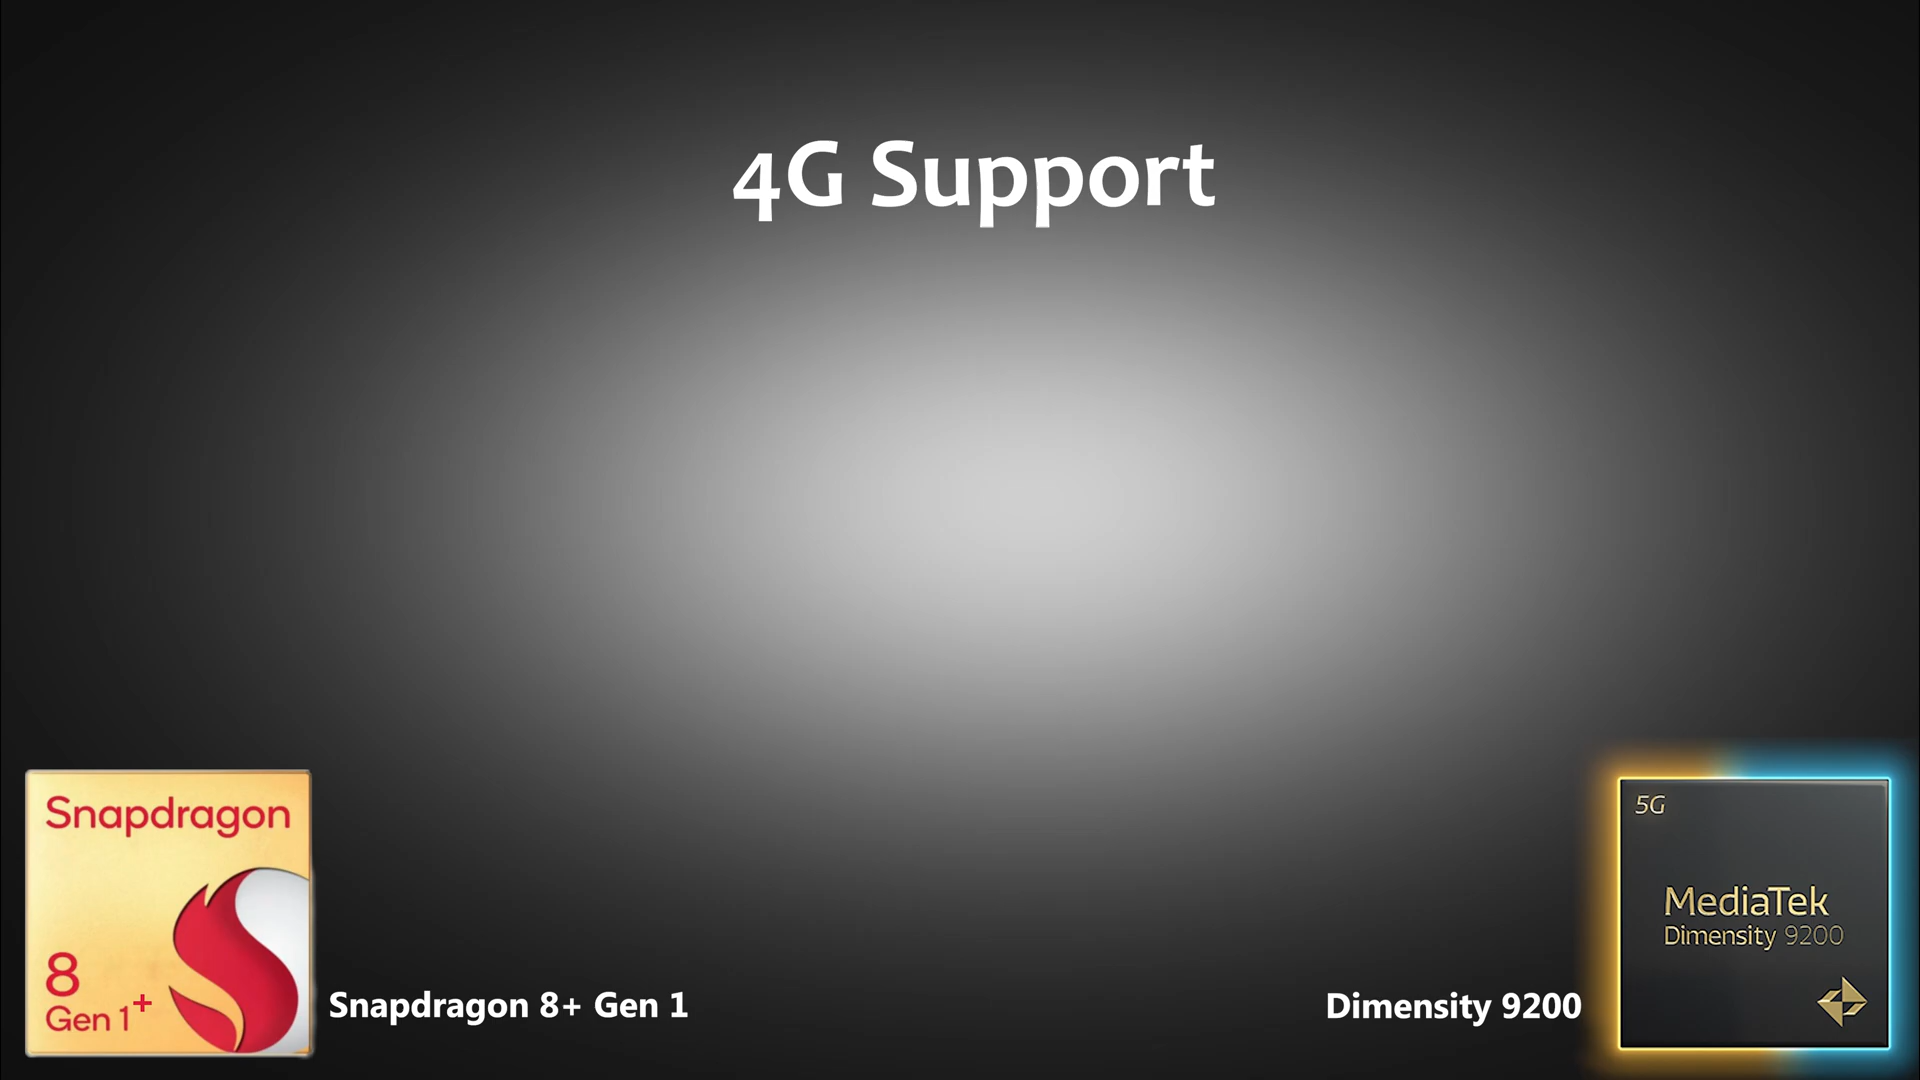 4G Support
Snapdragon
8
Gen 1+
Snapdragon 8+ Gen 1
Dimensity 9200
5G
MediaTek
Dimensity 9200